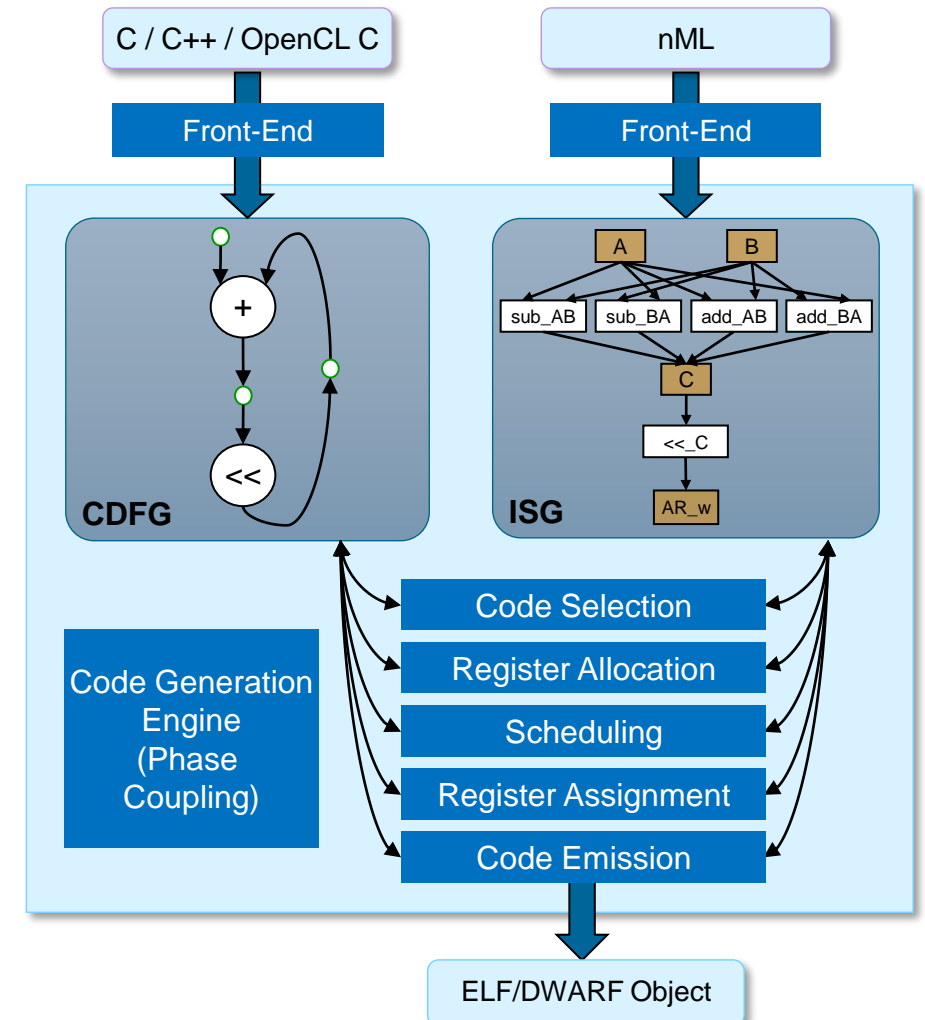 C / C++ / OpenCL C
nML
Front-End
Front-End
+
<<
CDFG
A
B
sub_AB
sub_BA
add_AB
add_BA
C
<<_C
AR_w
ISG
Code Generation
Engine
(Phase
Coupling)
Code Selection
Register Allocation
Scheduling
Register Assignment
Code Emission
ELF/DWARF Object